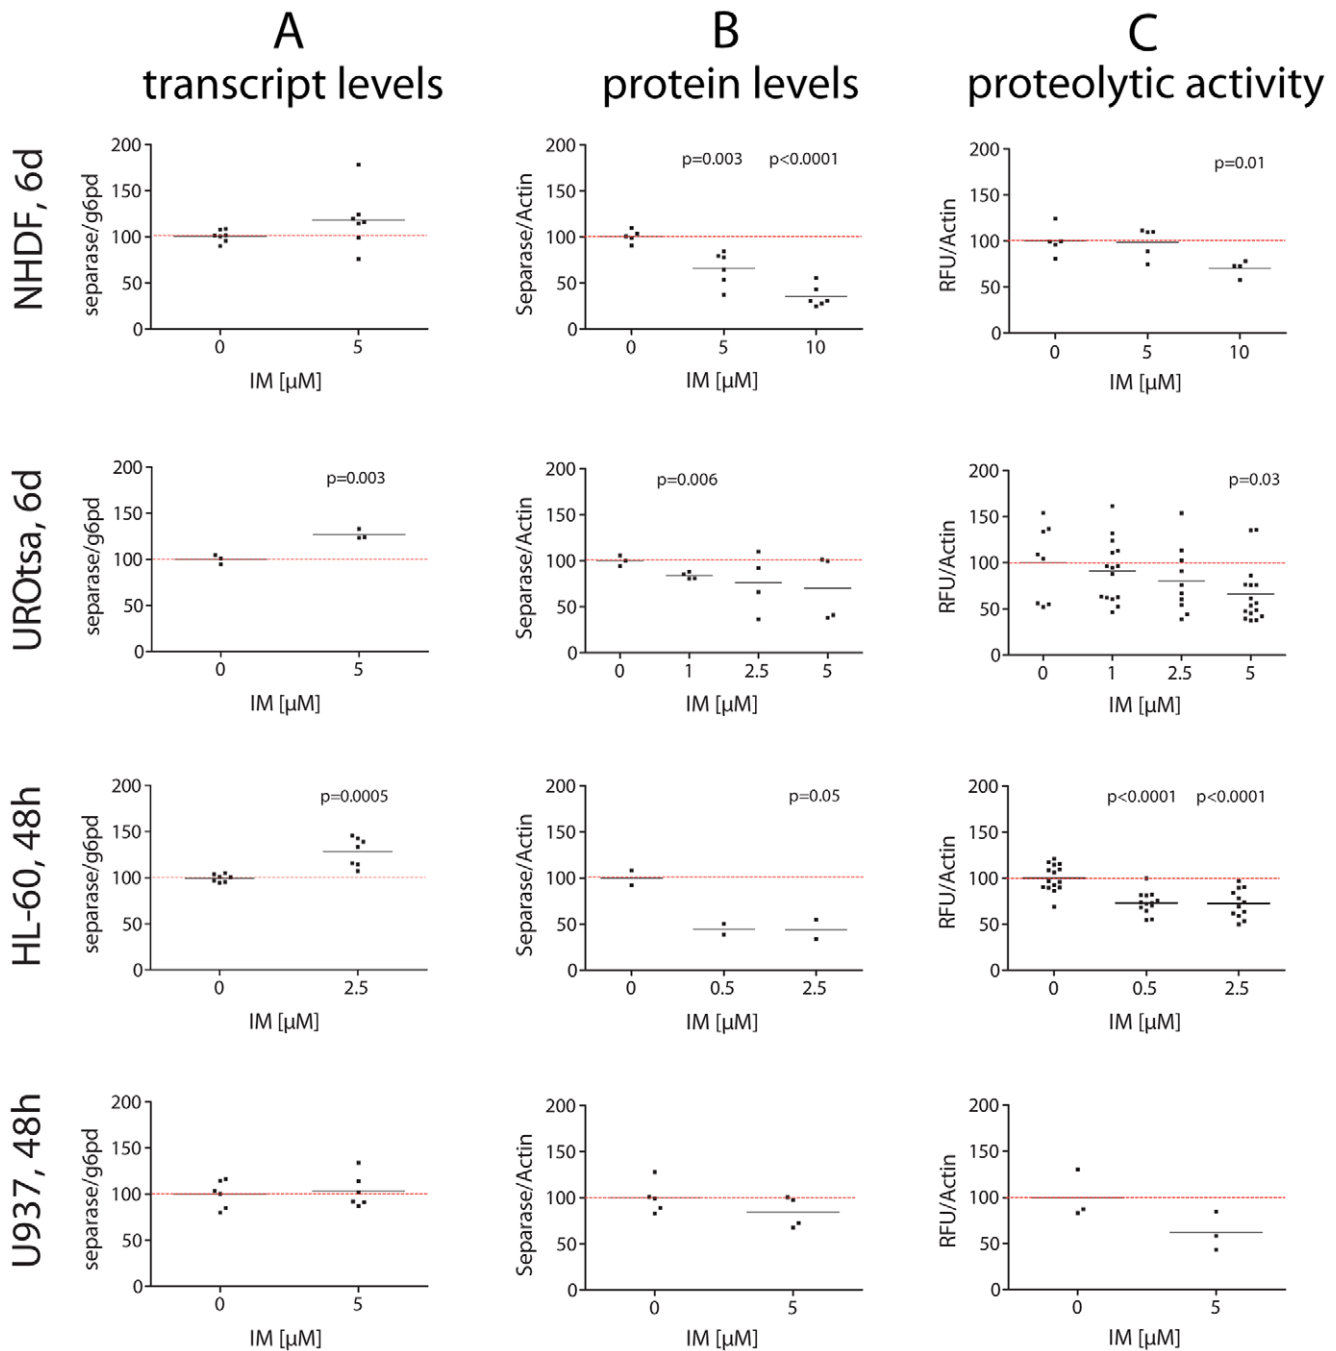 A
B
C
transcript levels
protein levels
proteolytic activity
NHDF, 6d
separase/g6pd
200
150
100
50
0
0
5
IM [µM]
Separase/Actin
200
150
100
50
0
p=0.003
p<0.0001
0
5
10
IM [µM]
RFU/Actin
200
150
100
50
0
p=0.01
0
5
10
IM [µM]
UROtsa, 6d
separase/g6pd
200
150
100
50
0
p=0.003
0
5
IM [µM]
Separase/Actin
200
150
100
50
0
p=0.006
0
1
2.5
5
IM [µM]
RFU/Actin
200
150
100
50
0
p=0.03
0
1
2.5
5
IM [µM]
HL-60, 48h
separase/g6pd
200
150
100
50
0
p=0.0005
0
2.5
IM [µM]
Separase/Actin
200
150
100
50
0
p=0.05
0
0.5
2.5
IM [µM]
RFU/Actin
200
150
100
50
0
p<0.0001
p<0.0001
0
0.5
2.5
IM [µM]
U937, 48h
separase/g6pd
200
150
100
50
0
0
5
IM [µM]
Separase/Actin
200
150
100
50
0
0
5
IM [µM]
RFU/Actin
200
150
100
50
0
0
5
IM [µM]